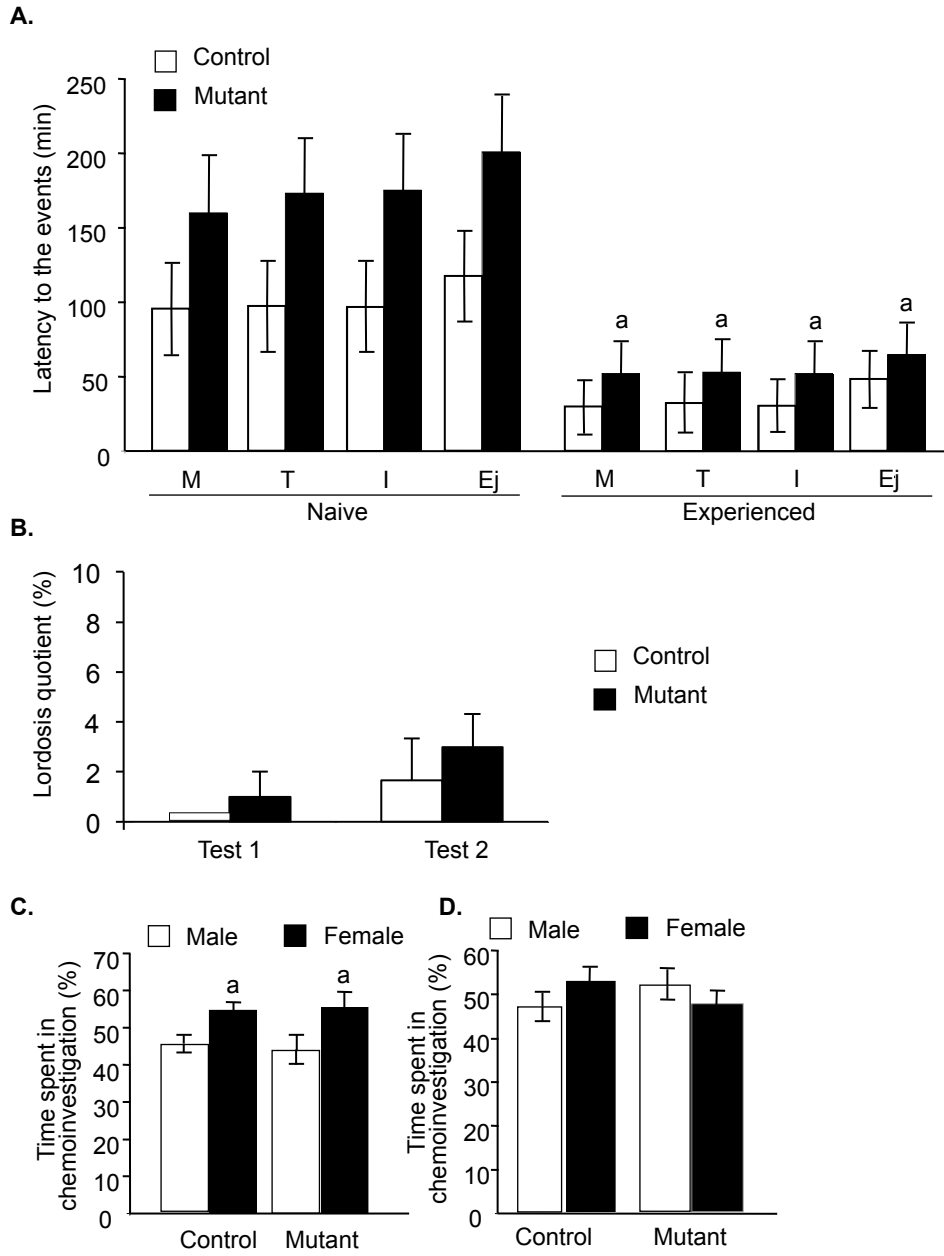 A.
Control
Mutant
Latency to the events (min)
250
200
150
100
50
0
a a a a
M T I Ej M T I Ej
Naive Experienced
B.
Lordosis quotient (%)
10
8
6
4
2
0
Control
Mutant
Test 1 Test 2
C.
Male Female
Time spent in
chemoinvestigation (%)
70
60
50
40
30
20
10
0
a a
Control Mutant
D.
Male Female
Time spent in
chemoinvestigation (%)
60
50
40
30
20
10
0
Control Mutant